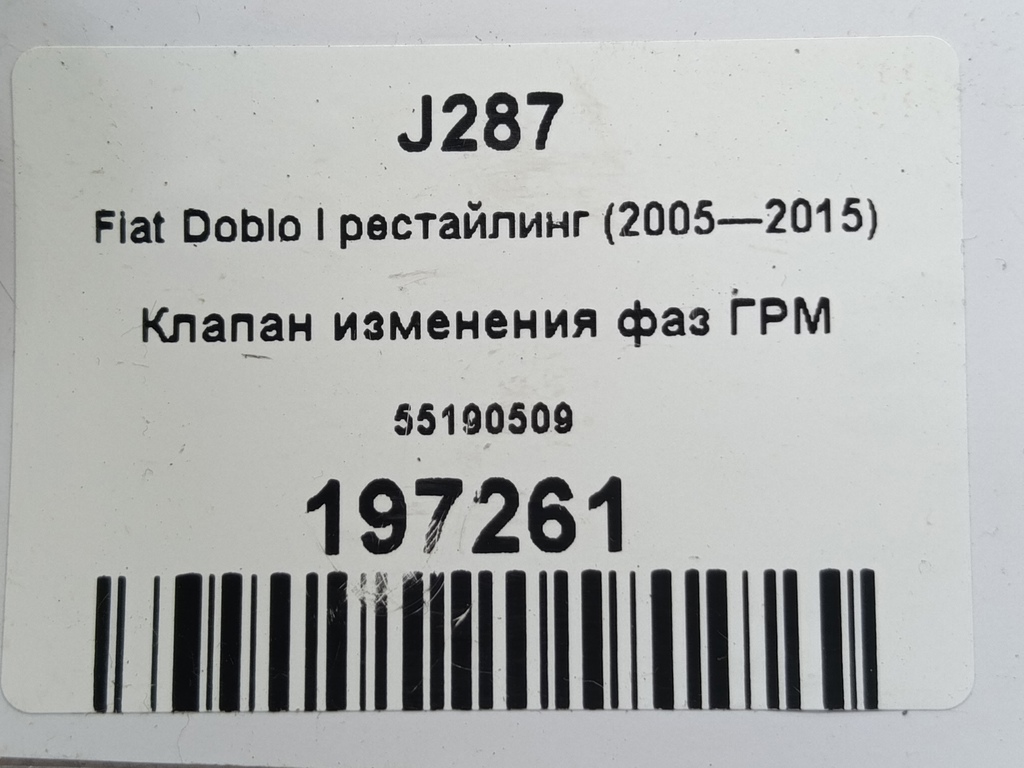 J287
Fiat Doblo I рестайлинг (2005—2015)
Клапан изменения фаз ГРМ
55190509
197261